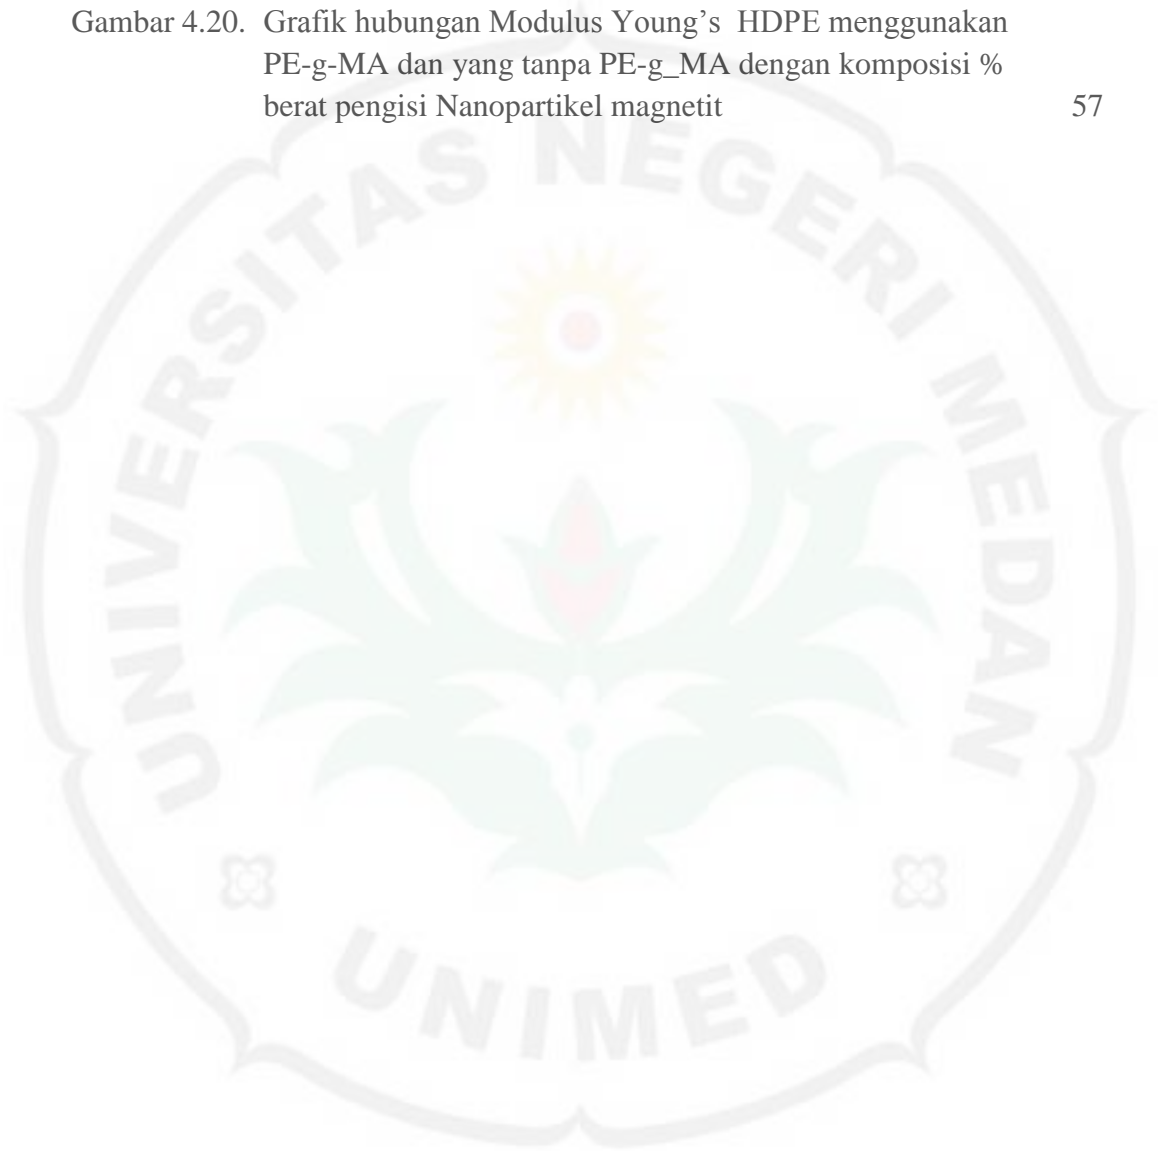 Gambar 4.20. Grafik hubungan Modulus Young’s HDPE menggunakan
PE-g-MA dan yang tanpa PE-g_MA dengan komposisi %
berat pengisi Nanopartikel magnetit 57
UNIVERSITAS NEGERI MEDAN
UNIMED